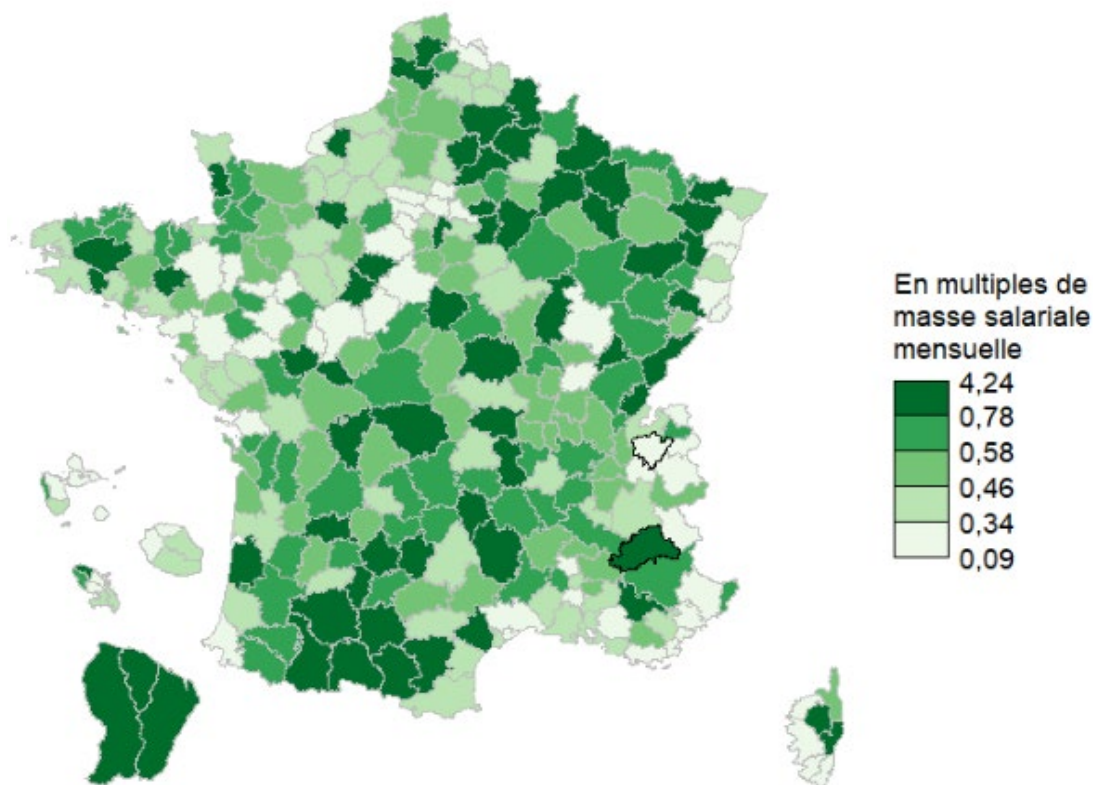 En multiples de
masse salariale
mensuelle
4,24
0,78
0,58
0,46
0,34
0,09